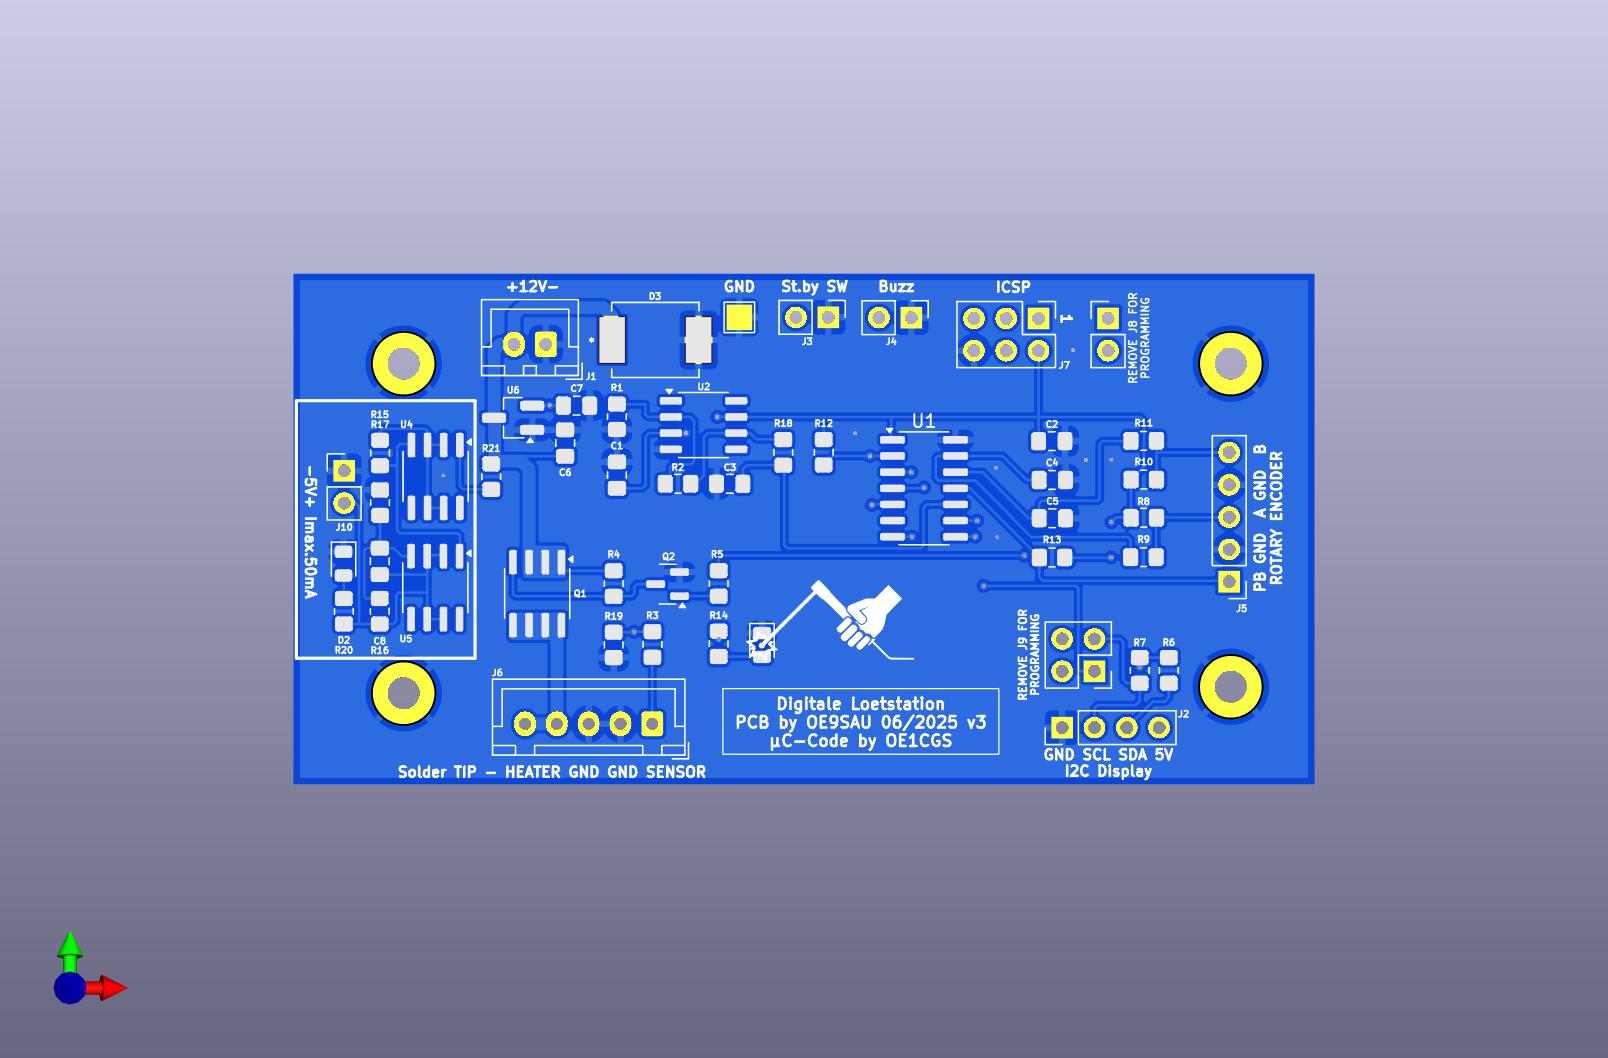 +12V-
GND
St.by SW
Buzz
ICSP
D3
J3
J4
1
J7
REMOVE J8 FOR
PROGRAMMING
J1
U6
C7
R1
U2
R15
R17
U4
R21
C6
C1
R2
C3
R18
R12
U1
C2
R11
C4
R10
C5
R8
R13
R9
PB GND A GND B
ROTARY ENCODER
J5
-5V+ Imax.50mA
J10
D2
R20
C8
R16
U5
R4
Q2
R5
Q1
R19
R3
R14
REMOVE J9 FOR
PROGRAMMING
R7
R6
J6
Digitale Loetstation
PCB by OE9SAU 06/2025 v3
µC-Code by OE1CGS
J2
GND SCL SDA 5V
I2C Display
Solder TIP - HEATER GND GND SENSOR